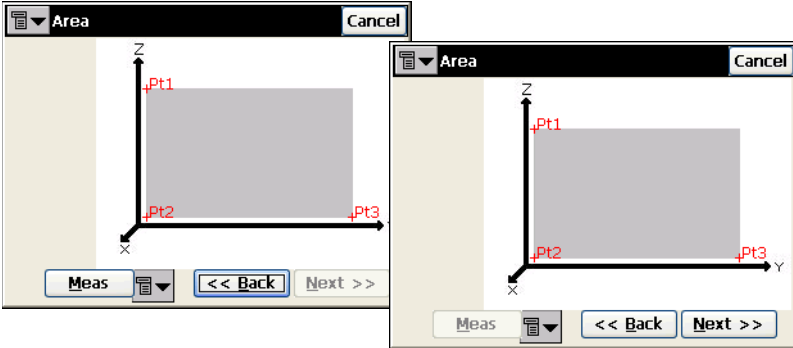 Area Cancel
Z
Pt1
Pt2 Pt3
X
Meas << Back Next >>
Area Cancel
Z
Pt1
Pt2 Pt3
Y
X
Meas << Back Next >>